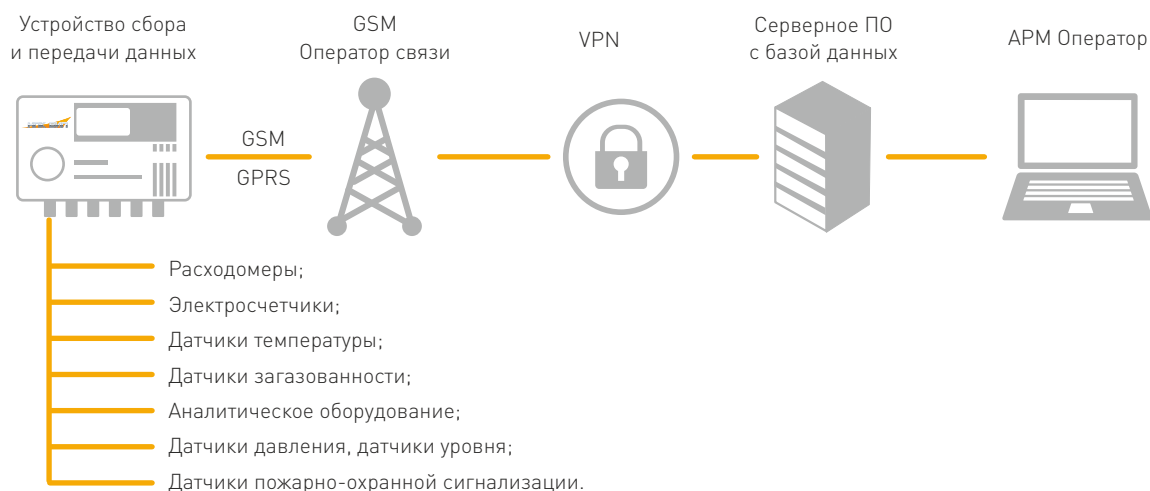 Устройство сбора
и передачи данных
GSM
Оператор связи
VPN
Серверное ПО
с базой данных
АРМ Оператор
GSM
GPRS
Расходомеры;
Электросчетчики;
Датчики температуры;
Датчики загазованности;
Аналитическое оборудование;
Датчики давления, датчики уровня;
Датчики пожарно-охранной сигнализации.